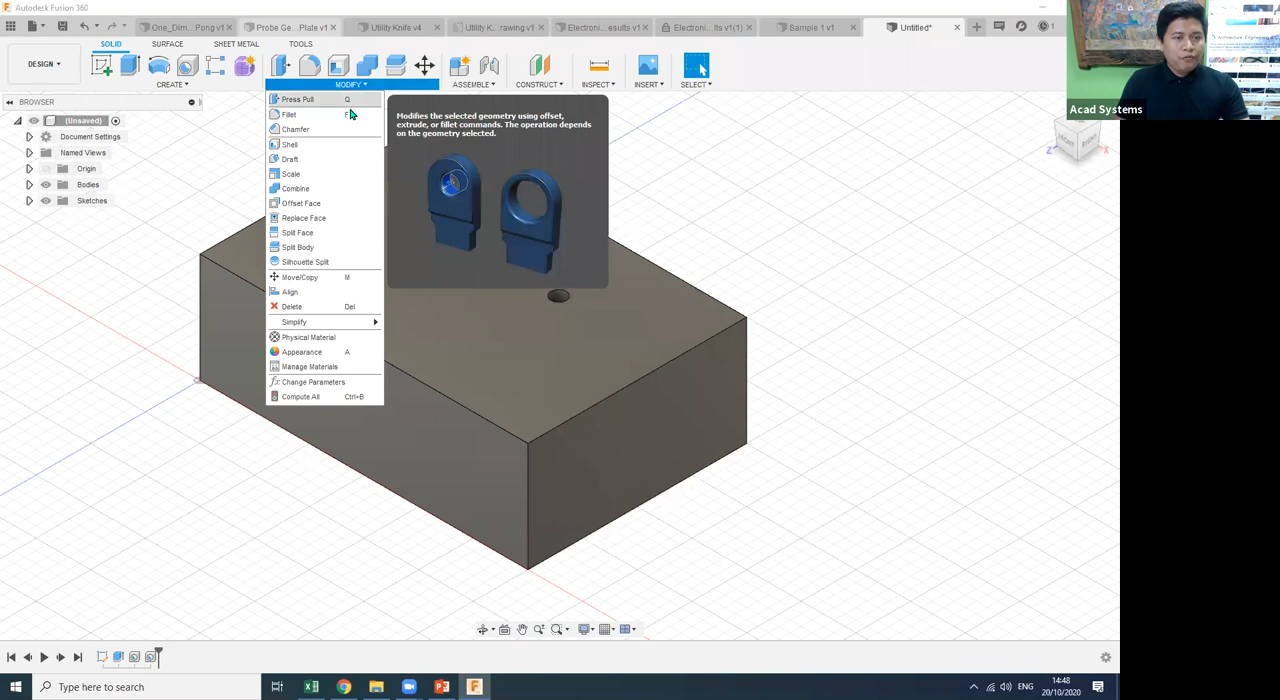 Autodesk Fusion 360
One_Dim... Pong v1
Probe Ge... Plate v1
Utility Knife v4
Utility K...rawing v1
Electroni...esults v1
Electroni...lts v1(1)
Sample 1 v1
Untitled*
1
SOLID
SURFACE
SHEET METAL
TOOLS
DESIGN
CREATE
MODIFY
ASSEMBLE
CONSTRUCT
INSPECT
INSERT
SELECT
BROWSER
(Unsaved)
Document Settings
Named Views
Origin
Bodies
Sketches
Press Pull Q
Fillet F
Chamfer
Shell
Draft
Scale
Combine
Offset Face
Replace Face
Split Face
Split Body
Silhouette Split
Move/Copy M
Align
Delete Del
Simplify
Physical Material
Appearance A
Manage Materials
Change Parameters
Compute All Ctrl+B
Modifies the selected geometry using offset,
extrude, or fillet commands. The operation depends
on the geometry selected.
Acad Systems
FRONT
RIGHT
Z
X
Type here to search
ENG
14:48
20/10/2020